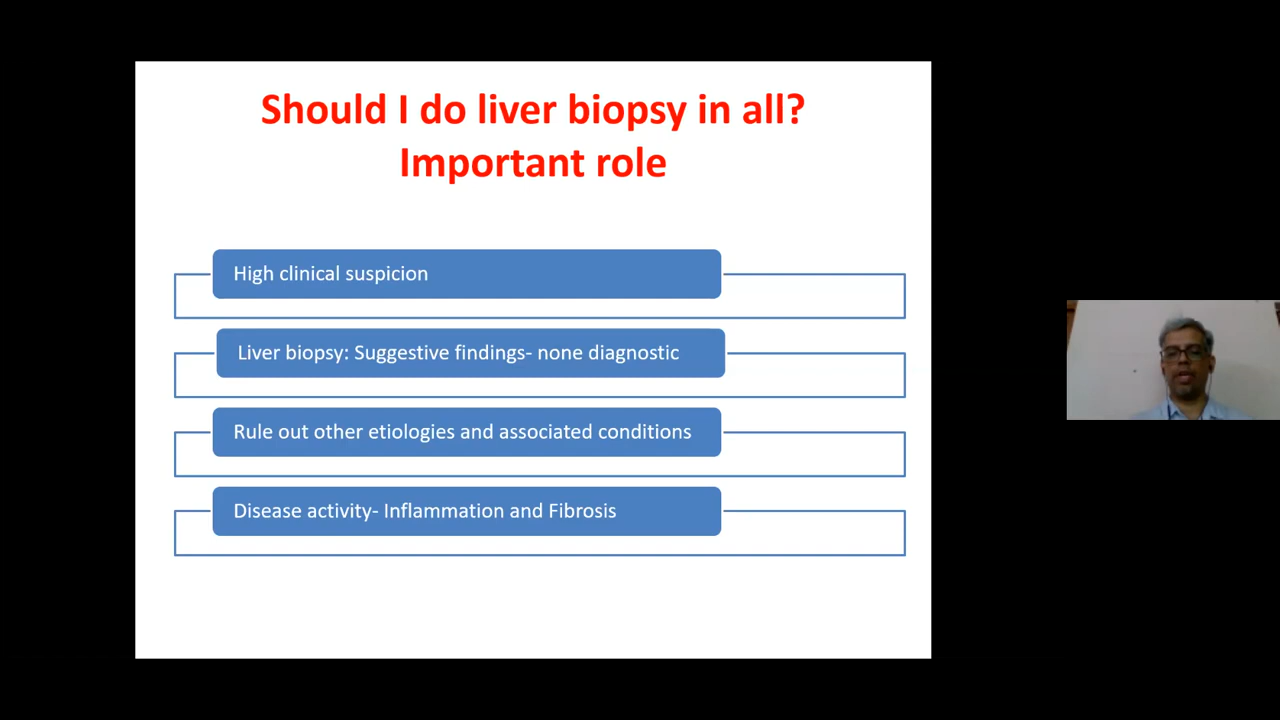 Should I do liver biopsy in all?
Important role
High clinical suspicion
Liver biopsy: Suggestive findings- none diagnostic
Rule out other etiologies and associated conditions
Disease activity- Inflammation and Fibrosis